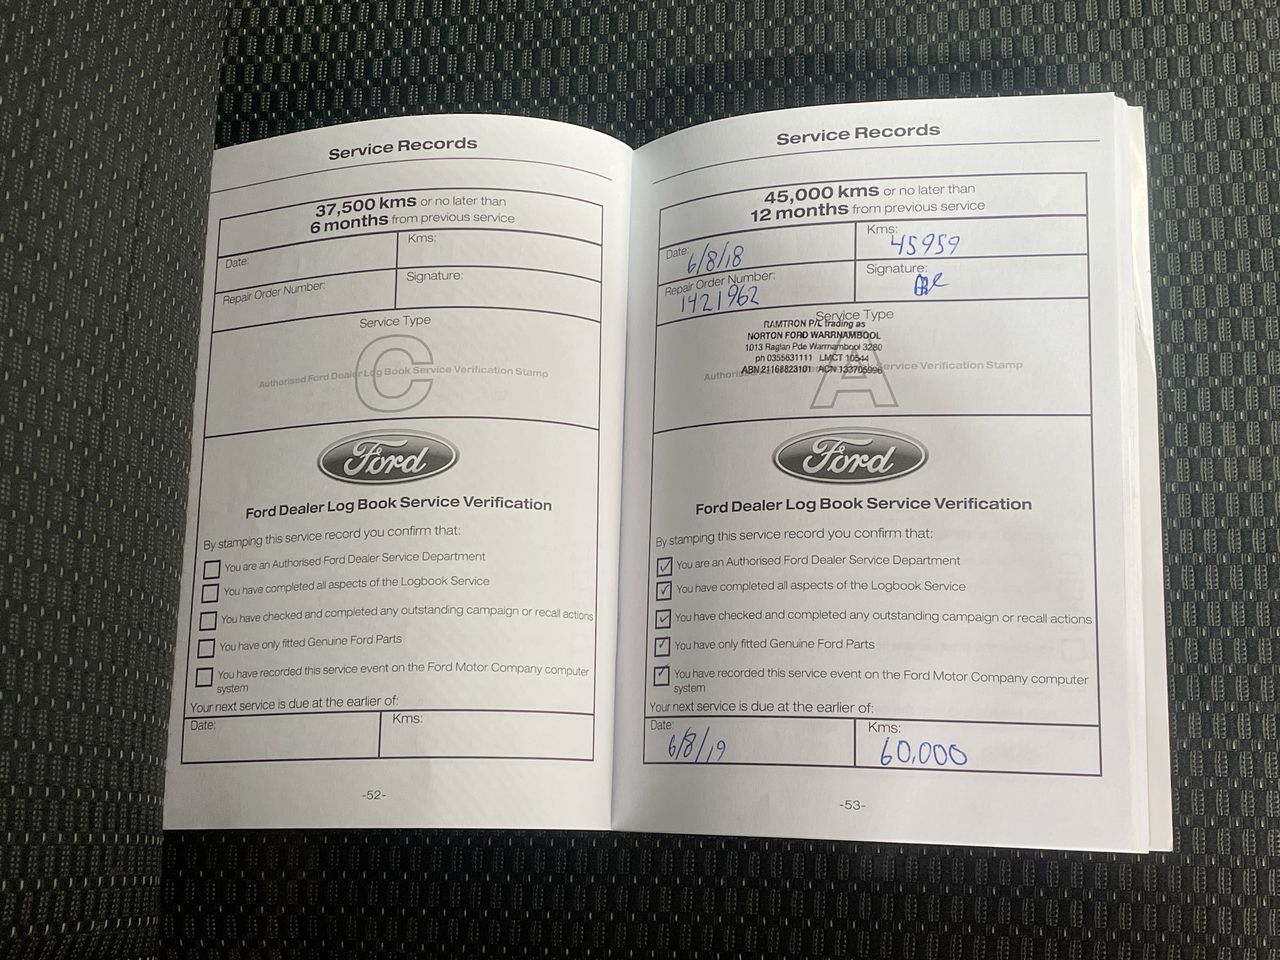 Service Records
37,500 kms or no later than
6 months from previous service
Date:
Kms:
Repair Order Number:
Signature:
Service Type
C
Authorised Ford Dealer Log Book Service Verification Stamp
Ford
Ford Dealer Log Book Service Verification
By stamping this service record you confirm that:
You are an Authorised Ford Dealer Service Department
You have completed all aspects of the Logbook Service
You have checked and completed any outstanding campaign or recall actions
You have only fitted Genuine Ford Parts
You have recorded this service event on the Ford Motor Company computer
system
Your next service is due at the earlier of:
Date:
Kms:
-52-
Service Records
45,000 kms or no later than
12 months from previous service
Date: 6/8/18
Kms: 45959
Repair Order Number:
1421962
Signature:
Service Type
RAMTRON P/L trading as
NORTON FORD WARRNAMBOOL
1013 Raglan Pde Warrnambool 3280
ph 0355631111 LMCT 10544
ABN 21168823101 ACN 133705996
A
Service Verification Stamp
Ford
Ford Dealer Log Book Service Verification
By stamping this service record you confirm that:
You are an Authorised Ford Dealer Service Department
You have completed all aspects of the Logbook Service
You have checked and completed any outstanding campaign or recall actions
You have only fitted Genuine Ford Parts
You have recorded this service event on the Ford Motor Company computer
system
Your next service is due at the earlier of:
Date:
6/8/19
Kms:
60,000
-53-